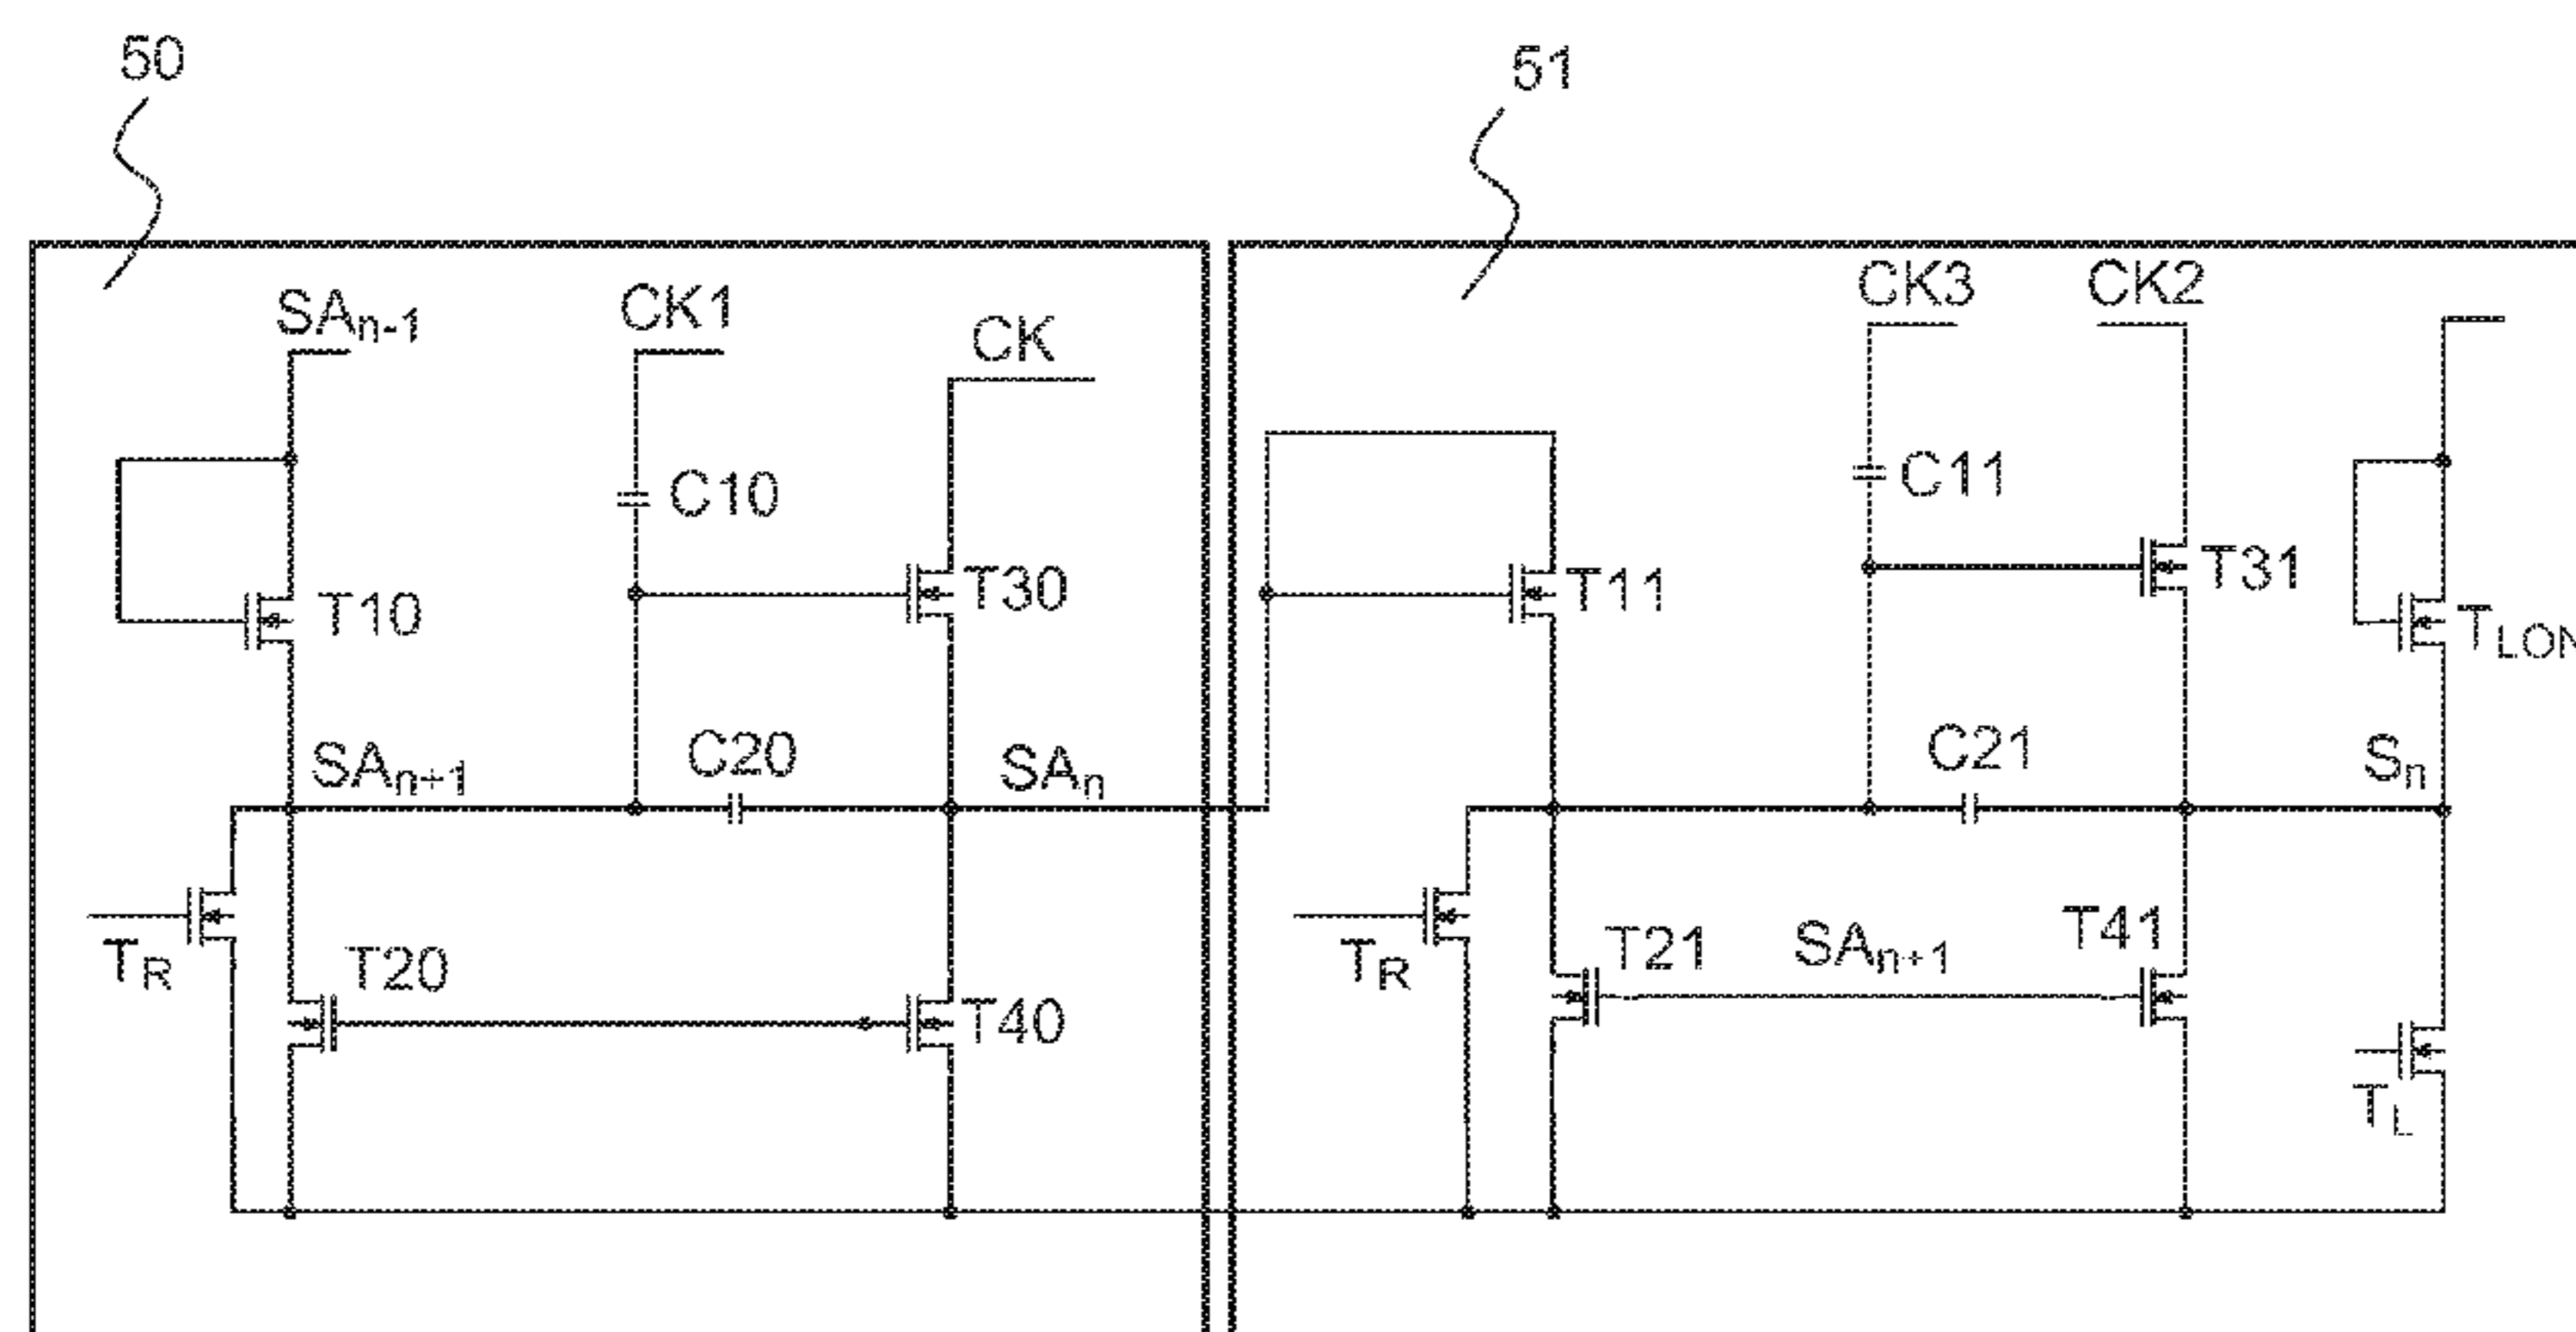 50
51
SAn-1
CK1
CK
CK3
CK2
C10
C11
T10
T30
T11
T31
TLON
SAn+1
C20
SAn
C21
Sn
TR
T20
T40
TR
T21
SAn+1
T41
TL